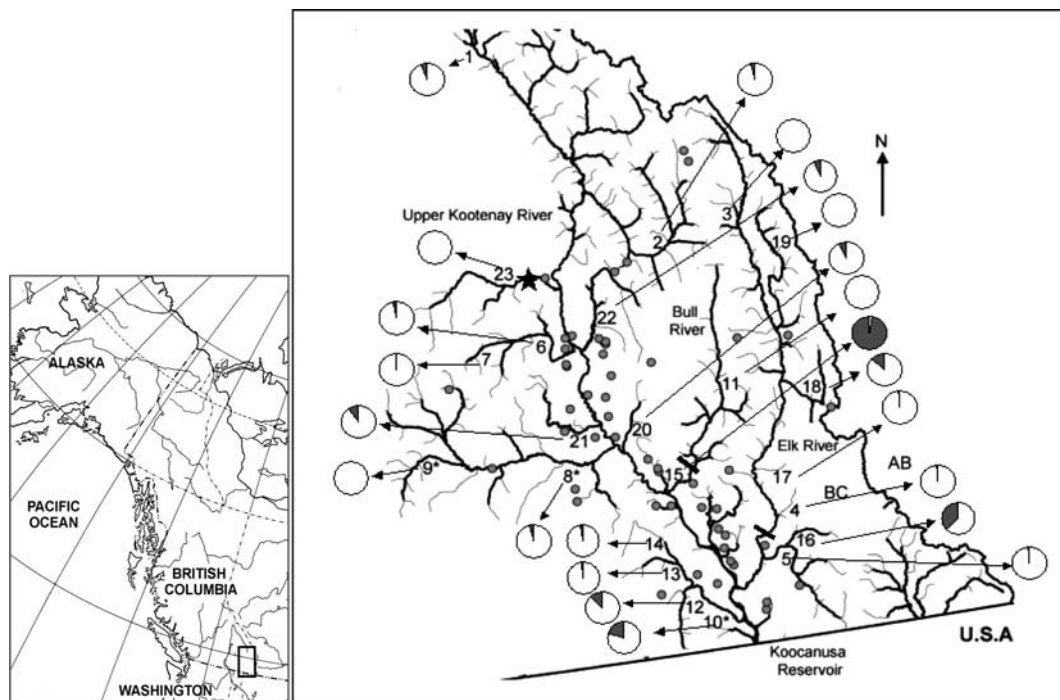 ALASKA
PACIFIC
OCEAN
BRITISH
COLUMBIA
WASHINGTON
1
N
Upper Kootenay River
2
3
19
23
22
Bull
River
6
7
11
18
20
21
Elk River
9*
8*
15
17
AB
BC
4
14
16
5
13
12
10*
U.S.A
Koocanusa
Reservoir